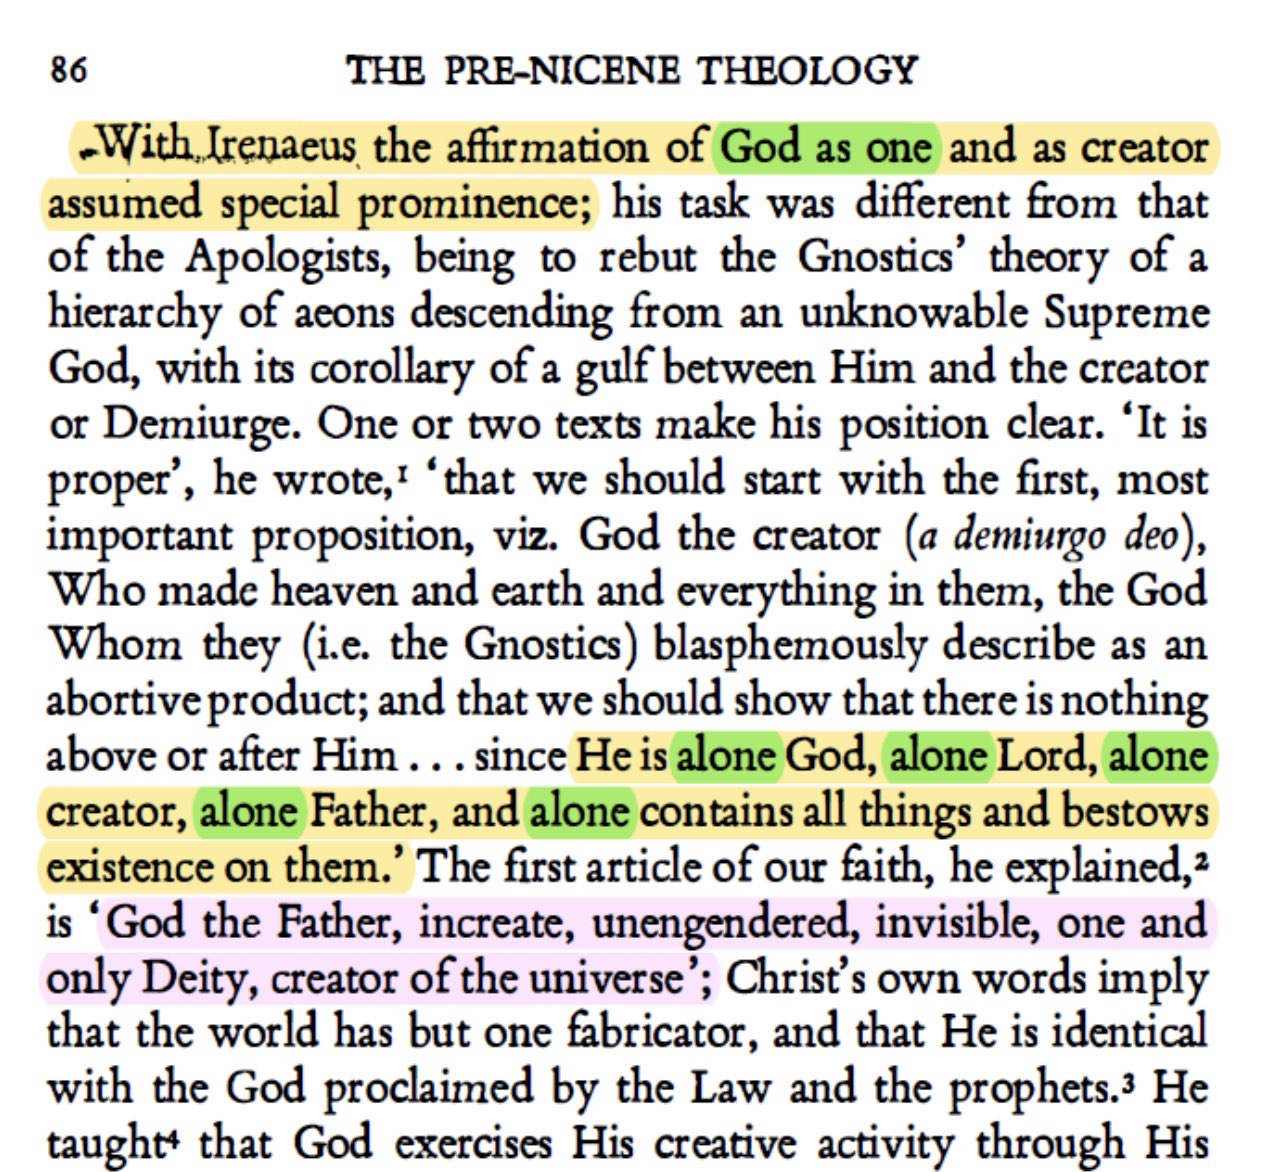 86 THE PRE-NICENE THEOLOGY
With Irenaeus the affirmation of God as one and as creator
assumed special prominence; his task was different from that
of the Apologists, being to rebut the Gnostics’ theory of a
hierarchy of aeons descending from an unknowable Supreme
God, with its corollary of a gulf between Him and the creator
or Demiurge. One or two texts make his position clear. ‘It is
proper’, he wrote,¹ ‘that we should start with the first, most
important proposition, viz. God the creator (a demiurgo deo),
Who made heaven and earth and everything in them, the God
Whom they (i.e. the Gnostics) blasphemously describe as an
abortive product; and that we should show that there is nothing
above or after Him . . . since He is alone God, alone Lord, alone
creator, alone Father, and alone contains all things and bestows
existence on them.’ The first article of our faith, he explained,²
is ‘God the Father, increate, unengendered, invisible, one and
only Deity, creator of the universe’; Christ’s own words imply
that the world has but one fabricator, and that He is identical
with the God proclaimed by the Law and the prophets.³ He
taught⁴ that God exercises His creative activity through His